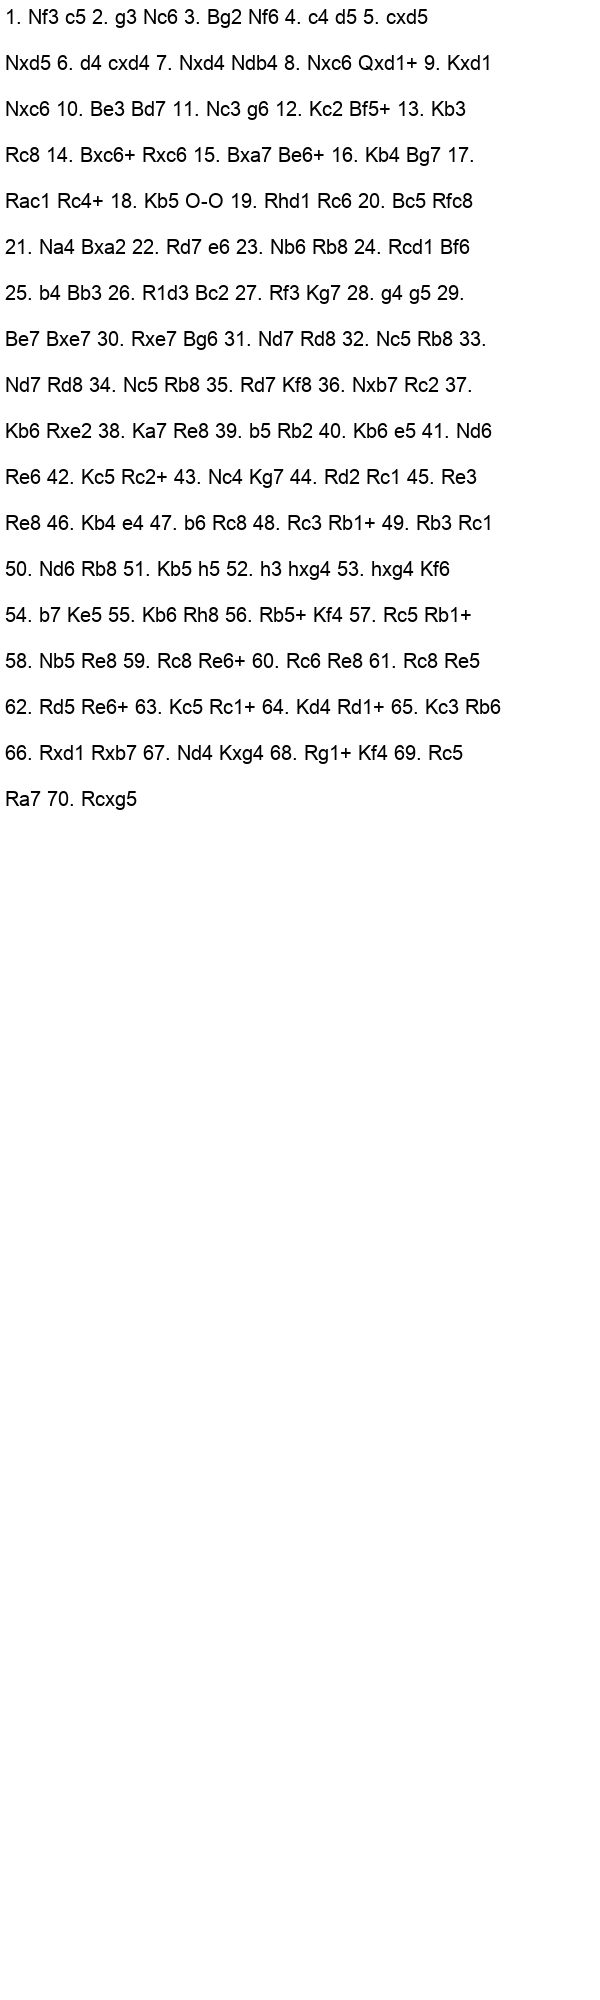 1. Nf3 c5 2. g3 Nc6 3. Bg2 Nf6 4. c4 d5 5. cxd5
Nxd5 6. d4 cxd4 7. Nxd4 Ndb4 8. Nxc6 Qxd1+ 9. Kxd1
Nxc6 10. Be3 Bd7 11. Nc3 g6 12. Kc2 Bf5+ 13. Kb3
Rc8 14. Bxc6+ Rxc6 15. Bxa7 Be6+ 16. Kb4 Bg7 17.
Rac1 Rc4+ 18. Kb5 O-O 19. Rhd1 Rc6 20. Bc5 Rfc8
21. Na4 Bxa2 22. Rd7 e6 23. Nb6 Rb8 24. Rcd1 Bf6
25. b4 Bb3 26. R1d3 Bc2 27. Rf3 Kg7 28. g4 g5 29.
Be7 Bxe7 30. Rxe7 Bg6 31. Nd7 Rd8 32. Nc5 Rb8 33.
Nd7 Rd8 34. Nc5 Rb8 35. Rd7 Kf8 36. Nxb7 Rc2 37.
Kb6 Rxe2 38. Ka7 Re8 39. b5 Rb2 40. Kb6 e5 41. Nd6
Re6 42. Kc5 Rc2+ 43. Nc4 Kg7 44. Rd2 Rc1 45. Re3
Re8 46. Kb4 e4 47. b6 Rc8 48. Rc3 Rb1+ 49. Rb3 Rc1
50. Nd6 Rb8 51. Kb5 h5 52. h3 hxg4 53. hxg4 Kf6
54. b7 Ke5 55. Kb6 Rh8 56. Rb5+ Kf4 57. Rc5 Rb1+
58. Nb5 Re8 59. Rc8 Re6+ 60. Rc6 Re8 61. Rc8 Re5
62. Rd5 Re6+ 63. Kc5 Rc1+ 64. Kd4 Rd1+ 65. Kc3 Rb6
66. Rxd1 Rxb7 67. Nd4 Kxg4 68. Rg1+ Kf4 69. Rc5
Ra7 70. Rcxg5